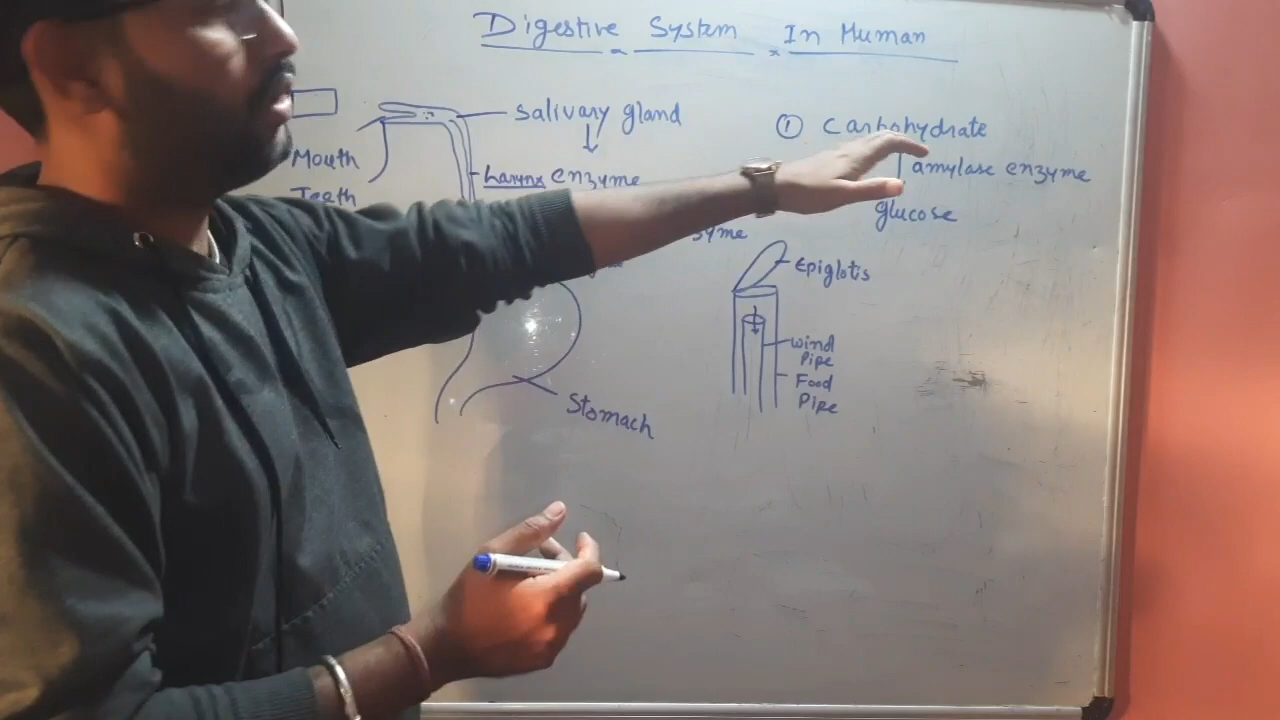 Digestive System In Human
Salivary gland
① Carbohydrate
Mouth
Larynx enzyme
amylase enzyme
Teeth
glucose
Epiglotis
wind
Pipe
Food
Pipe
Stomach